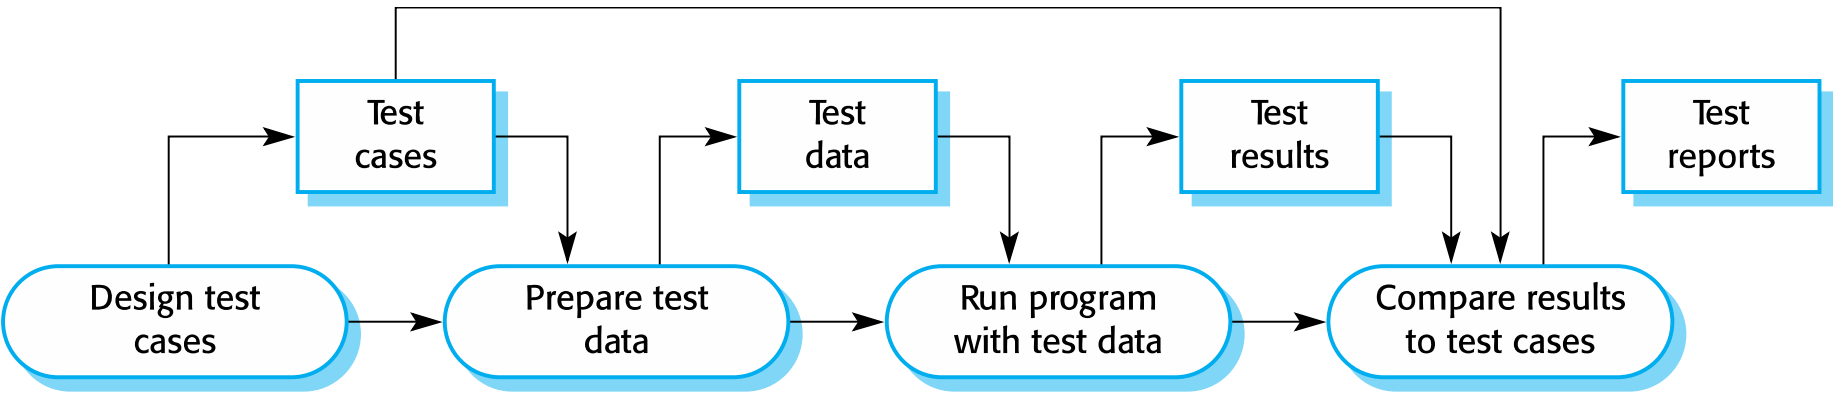 Test
cases
Test
data
Test
results
Test
reports
Design test
cases
Prepare test
data
Run program
with test data
Compare results
to test cases